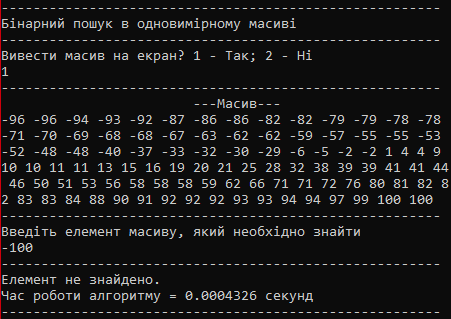 -------------------------------------------------------
Бінарний пошук в одновимірному масиві
-------------------------------------------------------
Вивести масив на екран? 1 - Так; 2 - Ні
1
-------------------------------------------------------
---Масив---
-96 -96 -94 -93 -92 -87 -86 -86 -82 -82 -79 -79 -78 -78
-71 -70 -69 -68 -68 -67 -63 -62 -62 -59 -57 -55 -55 -53
-52 -48 -48 -40 -37 -33 -32 -30 -29 -6 -5 -2 -2 1 4 4 9
10 10 11 11 13 15 16 19 20 21 25 28 32 38 39 39 41 41 44
46 50 51 53 56 58 58 58 59 62 66 71 71 72 76 80 81 82 8
2 83 83 84 88 90 91 92 92 92 93 93 94 94 97 99 100 100
-------------------------------------------------------
Введіть елемент масиву, який необхідно знайти
-100
-------------------------------------------------------
Елемент не знайдено.
Час роботи алгоритму = 0.0004326 секунд
-------------------------------------------------------